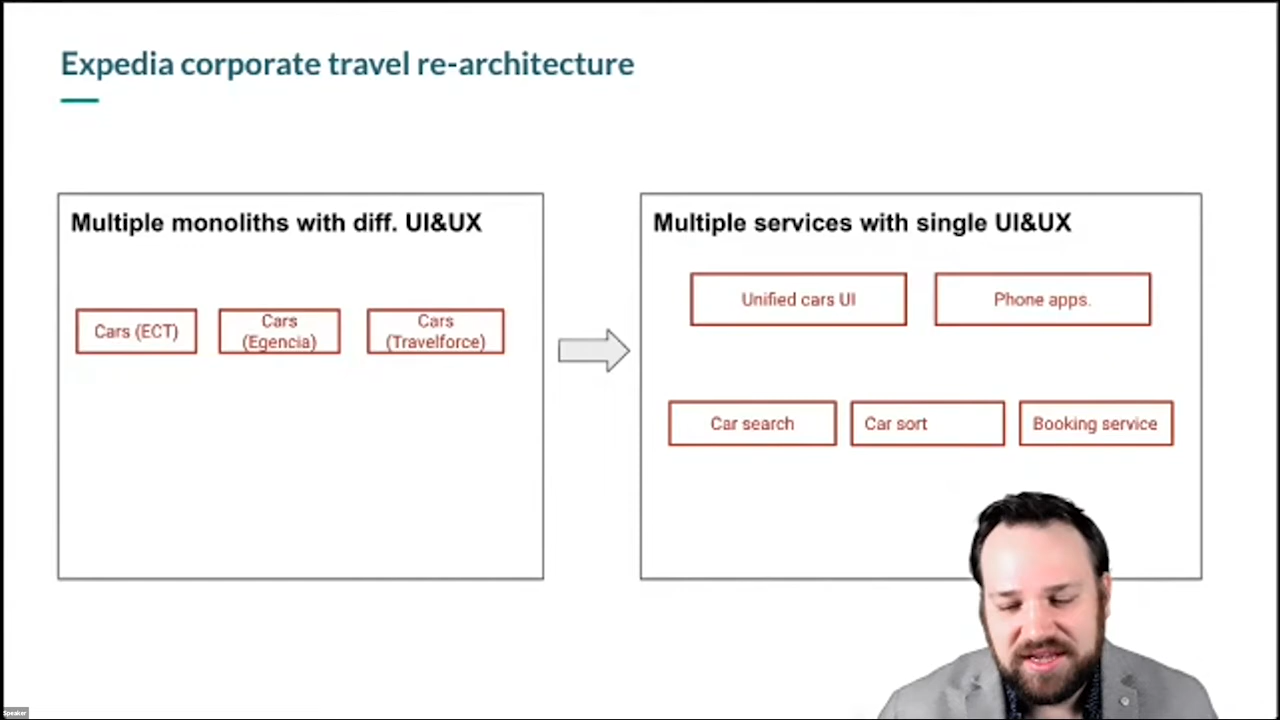 Expedia corporate travel re-architecture
Multiple monoliths with diff. UI&UX
Cars (ECT)
Cars
(Egencia)
Cars
(Travelforce)
Multiple services with single UI&UX
Unified cars UI
Phone apps.
Car search
Car sort
Booking service
Speaker